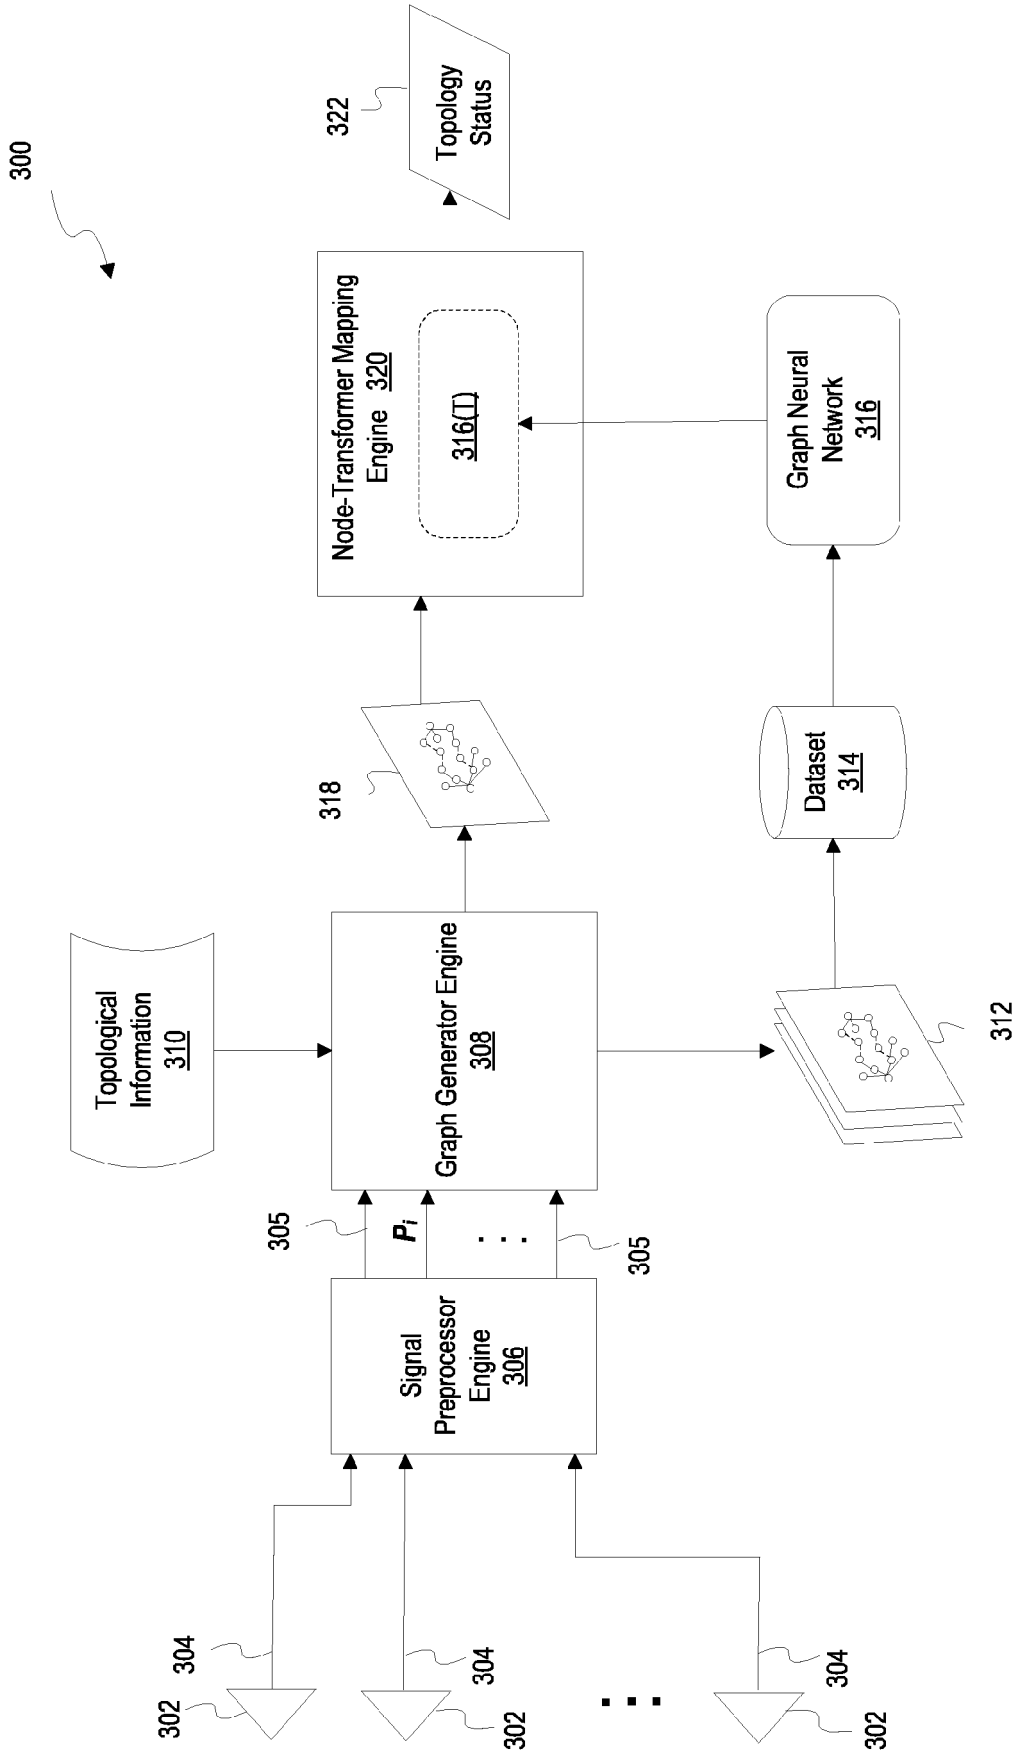 300
302
304
302
304
302
304
Signal
Preprocessor
Engine
306
305
Pi
305
Topological
Information
310
Graph Generator Engine
308
318
312
Dataset
314
Graph Neural
Network
316
Node-Transformer Mapping
Engine 320
316(T)
322
Topology
Status